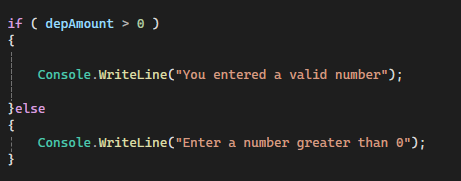 if ( depAmount > 0 )
{
Console.WriteLine("You entered a valid number");
}else
{
Console.WriteLine("Enter a number greater than 0");
}